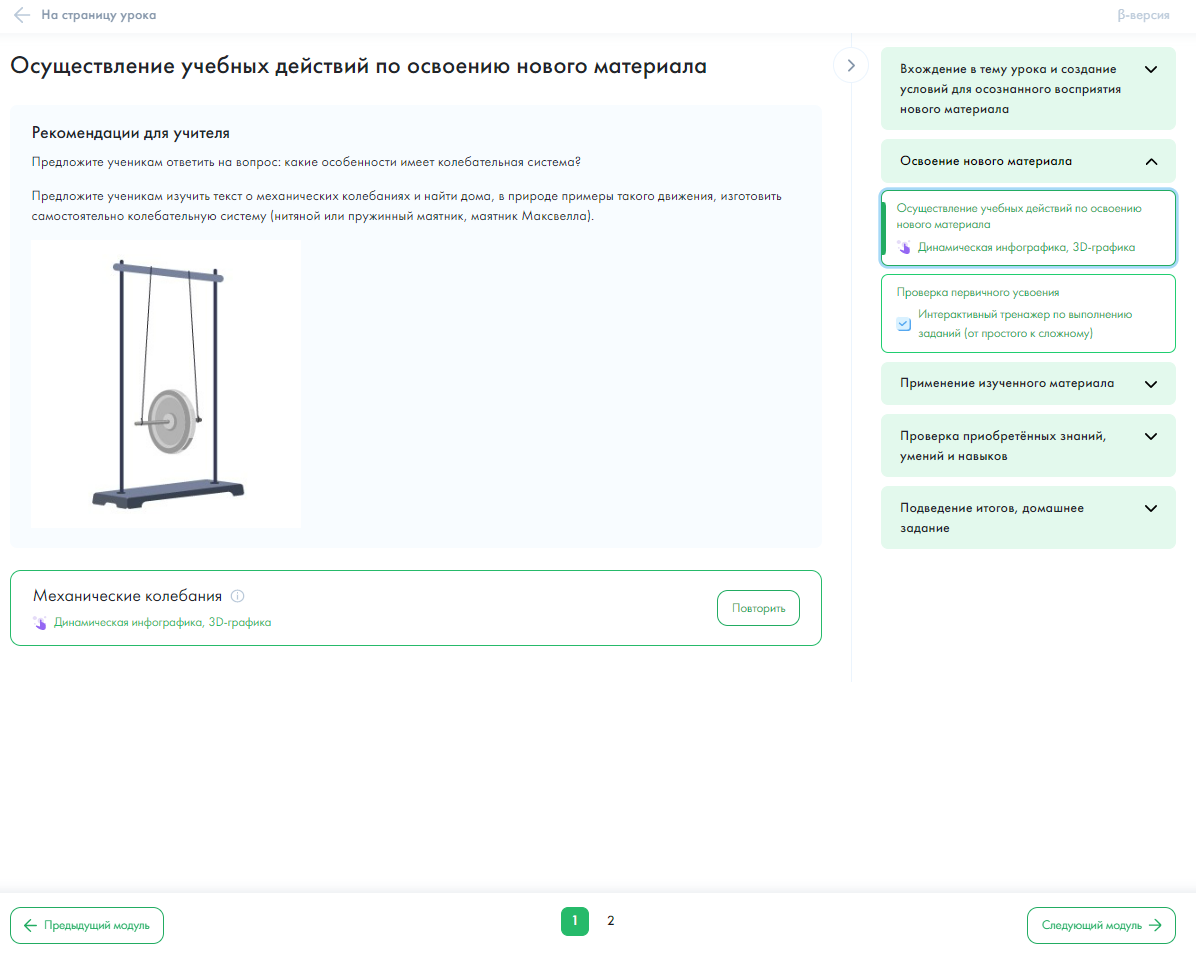 На страницу урока
β-версия
Осуществление учебных действий по освоению нового материала
Рекомендации для учителя
Предложите ученикам ответить на вопрос: какие особенности имеет колебательная система?
Предложите ученикам изучить текст о механических колебаниях и найти дома, в природе примеры такого движения, изготовить
самостоятельно колебательную систему (нитяной или пружинный маятник, маятник Максвелла).
Механические колебания
Динамическая инфографика, 3D-графика
Повторить
Вхождение в тему урока и создание
условий для осознанного восприятия
нового материала
Освоение нового материала
Осуществление учебных действий по освоению
нового материала
Динамическая инфографика, 3D-графика
Проверка первичного усвоения
Интерактивный тренажер по выполнению
заданий (от простого к сложному)
Применение изученного материала
Проверка приобретённых знаний,
умений и навыков
Подведение итогов, домашнее
задание
Предыдущий модуль
1
2
Следующий модуль